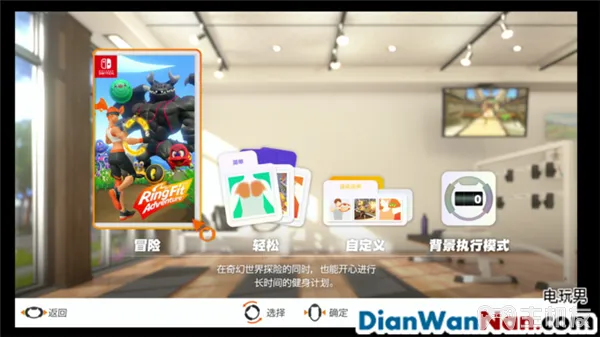 NINTENDO
SWITCH
RingFit
Adventure
冒险
轻松
自定义
背景执行模式
在奇幻世界探险的同时，也能开心进行
长时间的健身计划。
返回
选择
确定
电玩男
DianWanNan.com